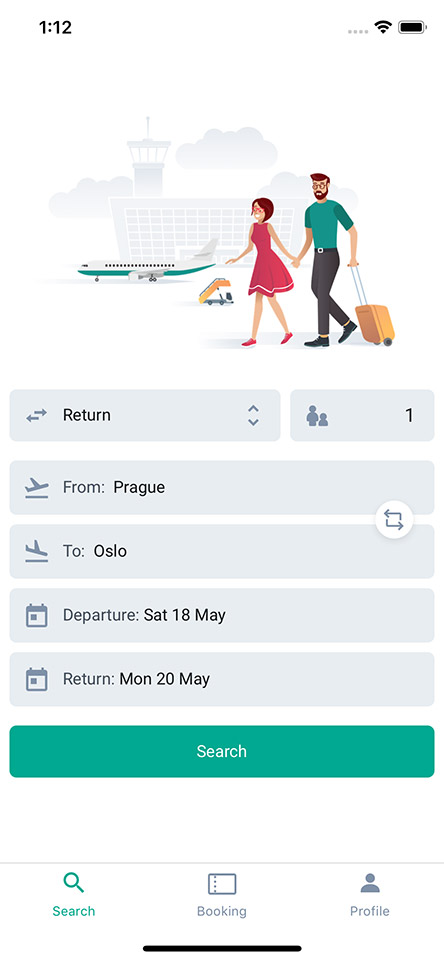 1:12
Return
1
From: Prague
To: Oslo
Departure: Sat 18 May
Return: Mon 20 May
Search
Search
Booking
Profile